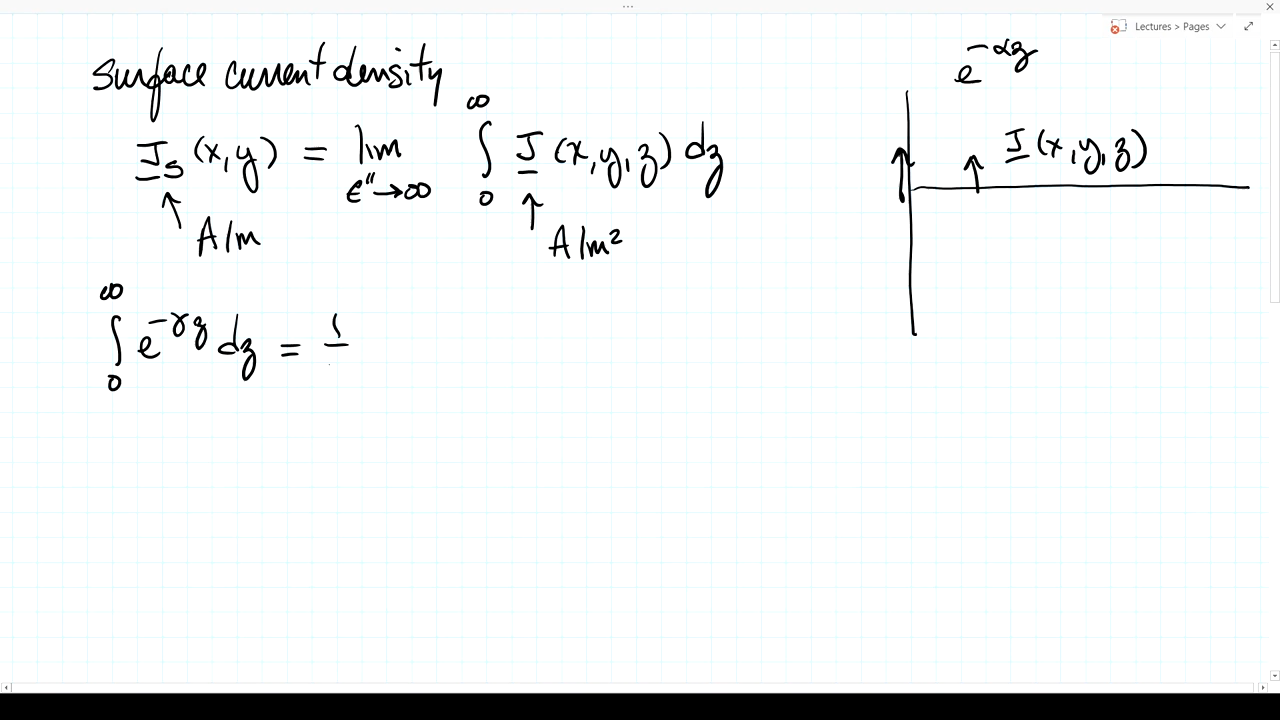 Lectures > Pages
Surface current density
J_s (x,y) = lim_{ϵ''→∞} ∫_0^∞ J (x,y,z) dz
↑ A/m ↑ A/m²
e^{-αz}
J (x,y,z)
∫_0^∞ e^{-γz} dz = 1